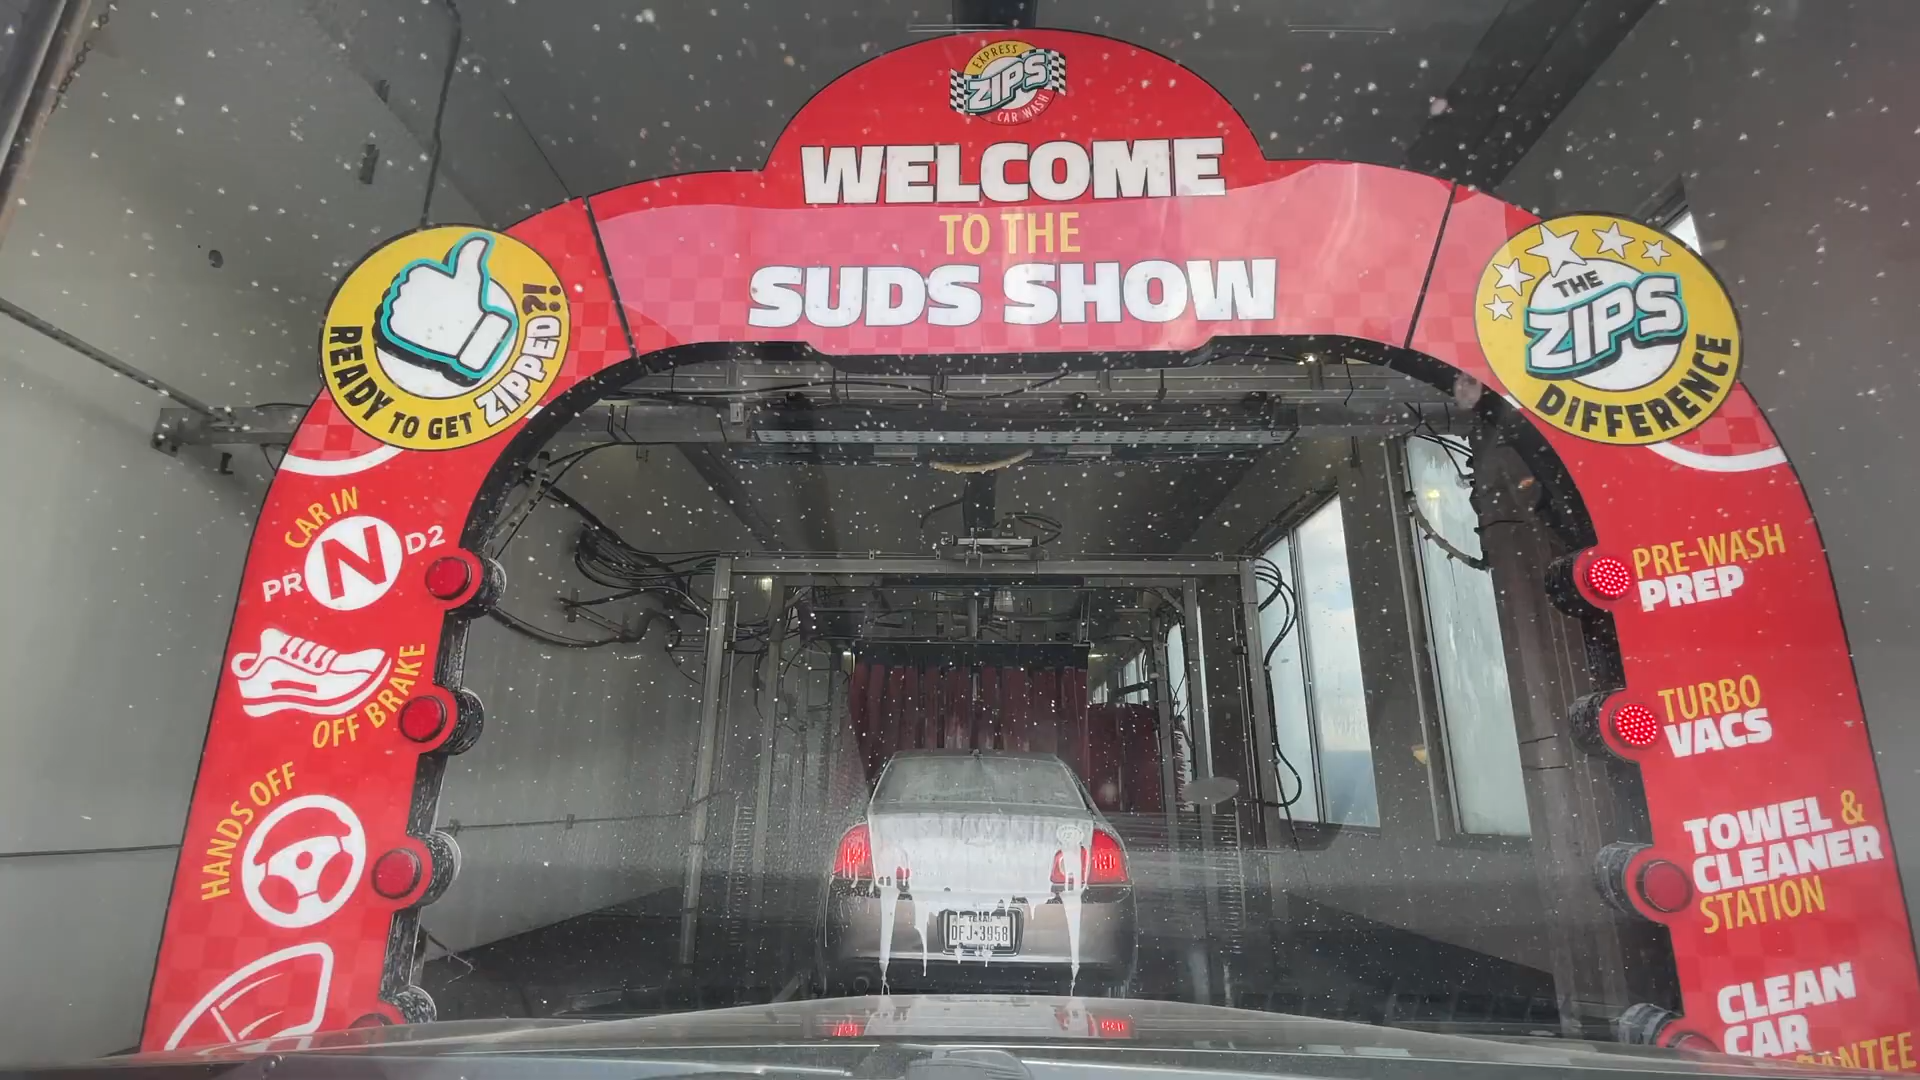 EXPRESS
ZIPS
CAR WASH
WELCOME
TO THE
SUDS SHOW
READY TO GET ZIPPED?!
THE
ZIPS
DIFFERENCE
CAR IN
PR N D2
OFF BRAKE
HANDS OFF
PRE-WASH
PREP
TURBO
VACS
TOWEL &
CLEANER
STATION
CLEAN
CAR
TEXAS
DFJ-3958